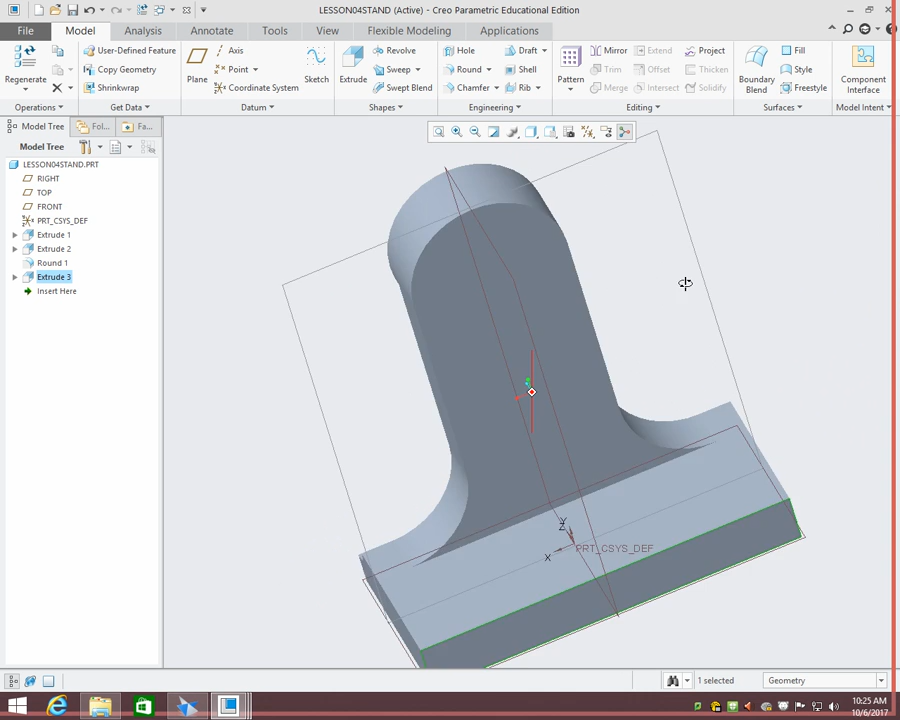 LESSON04STAND (Active) - Creo Parametric Educational Edition
File Model Analysis Annotate Tools View Flexible Modeling Applications
Regenerate
Operations
User-Defined Feature
Copy Geometry
Shrinkwrap
Get Data
Plane
Axis
Point
Coordinate System
Sketch
Datum
Extrude
Revolve
Sweep
Swept Blend
Shapes
Hole
Round
Chamfer
Draft
Shell
Rib
Engineering
Pattern
Mirror
Trim
Merge
Extend
Offset
Intersect
Project
Thicken
Solidify
Editing
Boundary
Blend
Fill
Style
Freestyle
Surfaces
Component
Interface
Model Intent
Model Tree Fol... Fa...
Model Tree
LESSON04STAND.PRT
RIGHT
TOP
FRONT
PRT_CSYS_DEF
Extrude 1
Extrude 2
Round 1
Extrude 3
Insert Here
Y
Z
X
PRT_CSYS_DEF
1 selected
Geometry
10:25 AM
10/6/2017